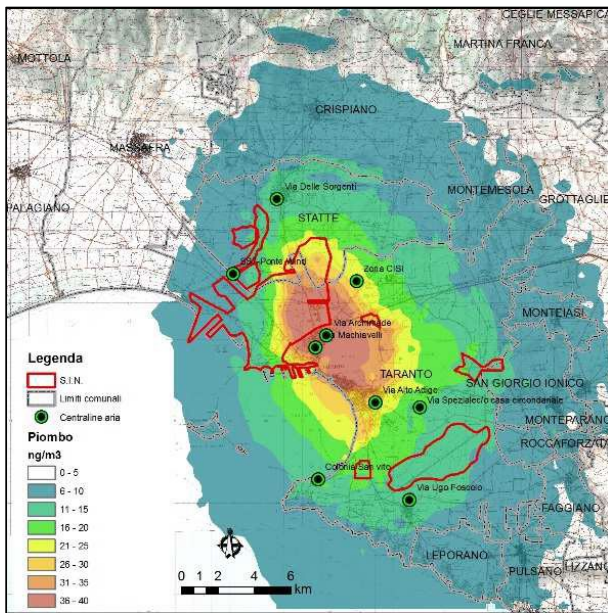 CEGLIE MESSAPICA
MOTTOLA
MARTINA FRANCA
CRISPIANO
MASSAFRA
MONTEMESOLA
Via Delle Sorgenti
PALAGIANO
GROTTAGLIE
STATTE
Zona CISI
MONTEIASI
Via Archimede
Machiavelli
TARANTO
SAN GIORGIO IONICO
Via Alto Adige
Via Speziale c/o casa circondariale
MONTEPARANO
ROCCAFORZATA
Colonia San vito
Via Ugo Foscolo
FAGGIANO
LEPORANO
PULSANO
LIZZANO
Legenda
S.I.N.
Limiti comunali
Centraline aria
Piombo
ng/m3
0 - 5
6 - 10
11 - 15
16 - 20
21 - 25
26 - 30
31 - 35
36 - 40
0 1 2 4 6
km